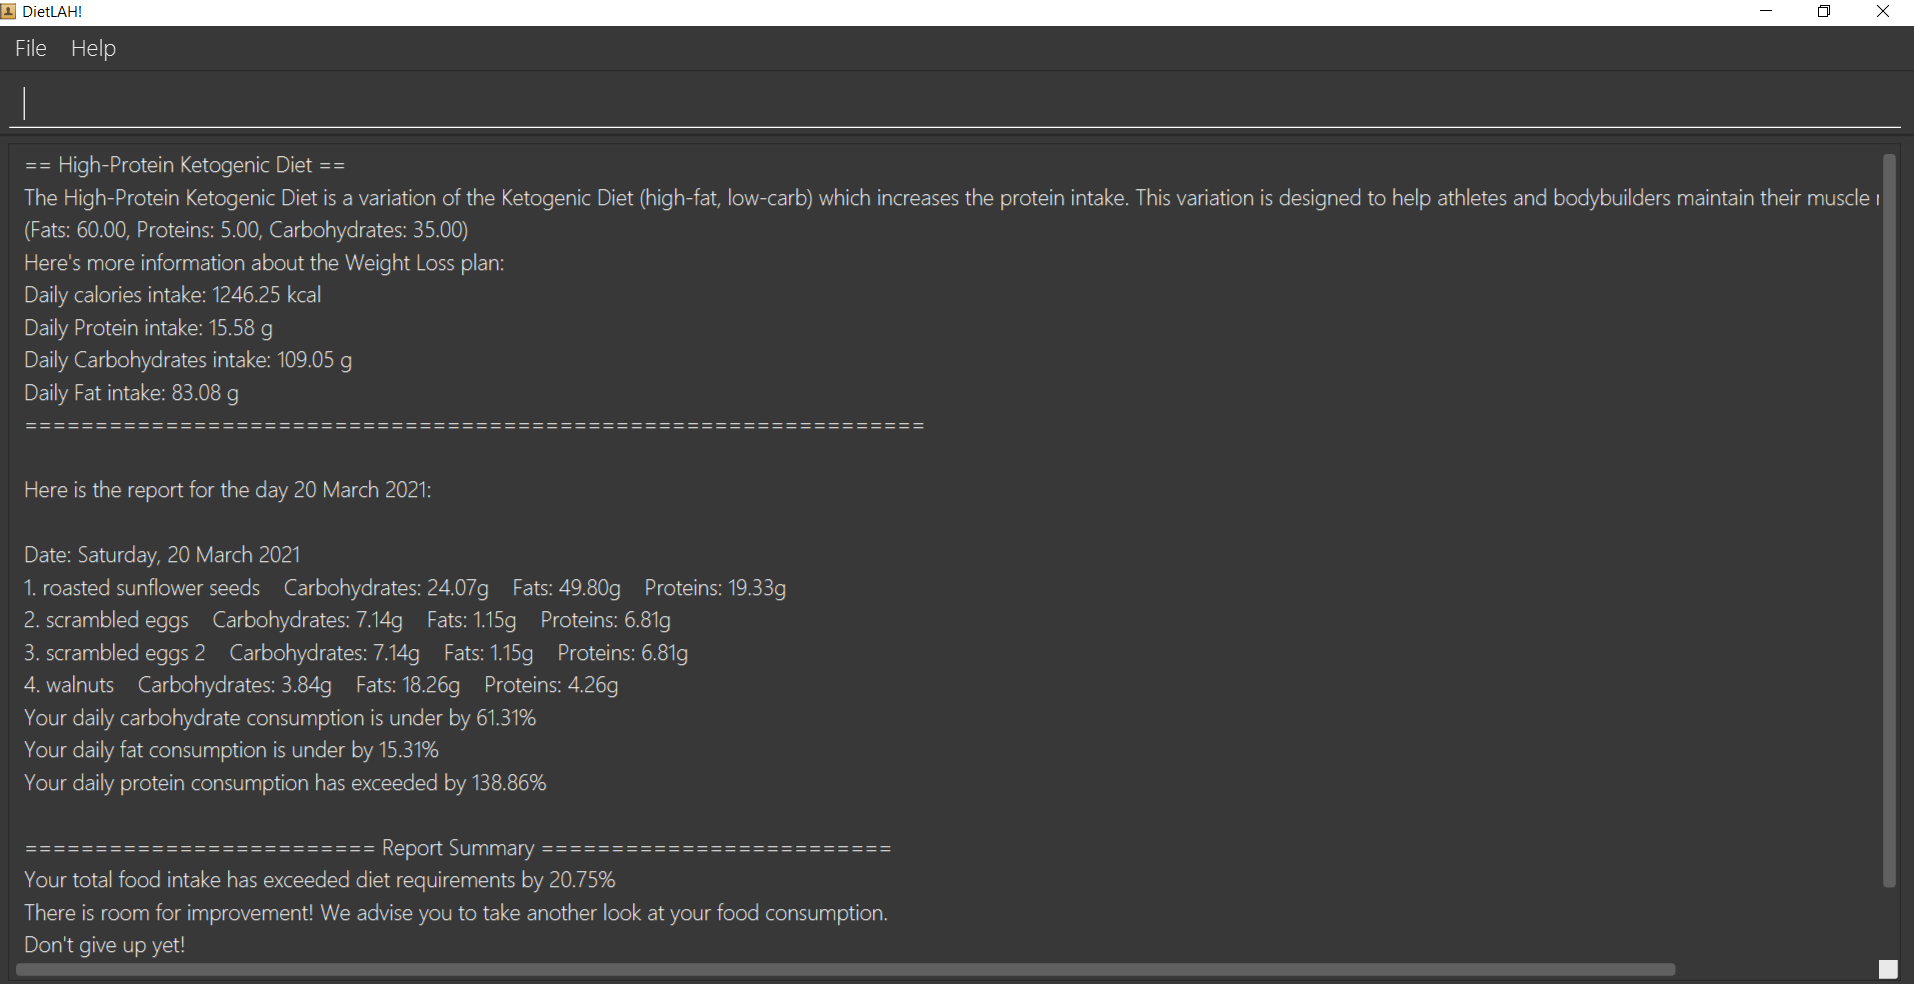 DietLAH!
File Help
== High-Protein Ketogenic Diet ==
The High-Protein Ketogenic Diet is a variation of the Ketogenic Diet (high-fat, low-carb) which increases the protein intake. This variation is designed to help athletes and bodybuilders maintain their muscle
(Fats: 60.00, Proteins: 5.00, Carbohydrates: 35.00)
Here's more information about the Weight Loss plan:
Daily calories intake: 1246.25 kcal
Daily Protein intake: 15.58 g
Daily Carbohydrates intake: 109.05 g
Daily Fat intake: 83.08 g
================================================================
Here is the report for the day 20 March 2021:
Date: Saturday, 20 March 2021
1. roasted sunflower seeds Carbohydrates: 24.07g Fats: 49.80g Proteins: 19.33g
2. scrambled eggs Carbohydrates: 7.14g Fats: 1.15g Proteins: 6.81g
3. scrambled eggs 2 Carbohydrates: 7.14g Fats: 1.15g Proteins: 6.81g
4. walnuts Carbohydrates: 3.84g Fats: 18.26g Proteins: 4.26g
Your daily carbohydrate consumption is under by 61.31%
Your daily fat consumption is under by 15.31%
Your daily protein consumption has exceeded by 138.86%
========================= Report Summary =========================
Your total food intake has exceeded diet requirements by 20.75%
There is room for improvement! We advise you to take another look at your food consumption.
Don't give up yet!